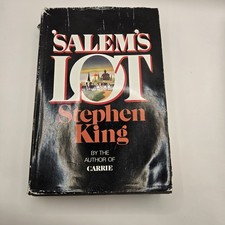 'SALEM'S
LOT
Stephen
King
BY THE
AUTHOR OF
CARRIE